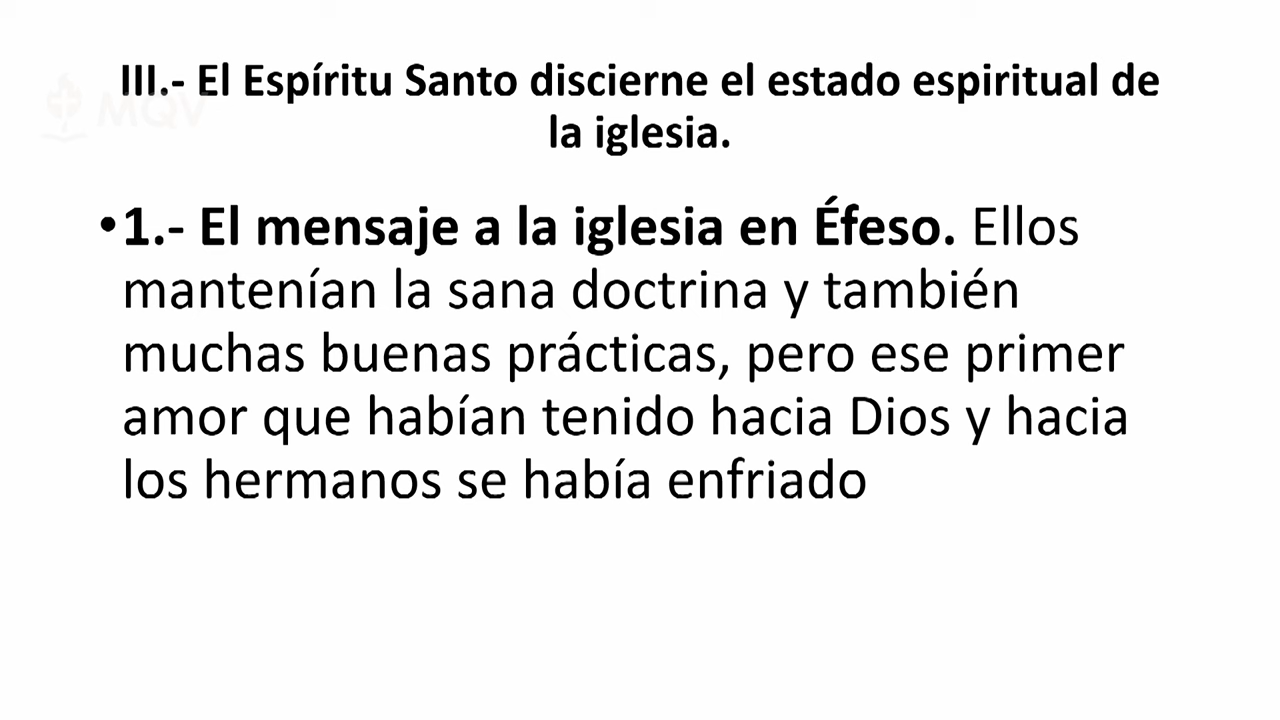 III.- El Espíritu Santo discierne el estado espiritual de
la iglesia.
MQV
•1.- El mensaje a la iglesia en Éfeso. Ellos
mantenían la sana doctrina y también
muchas buenas prácticas, pero ese primer
amor que habían tenido hacia Dios y hacia
los hermanos se había enfriado